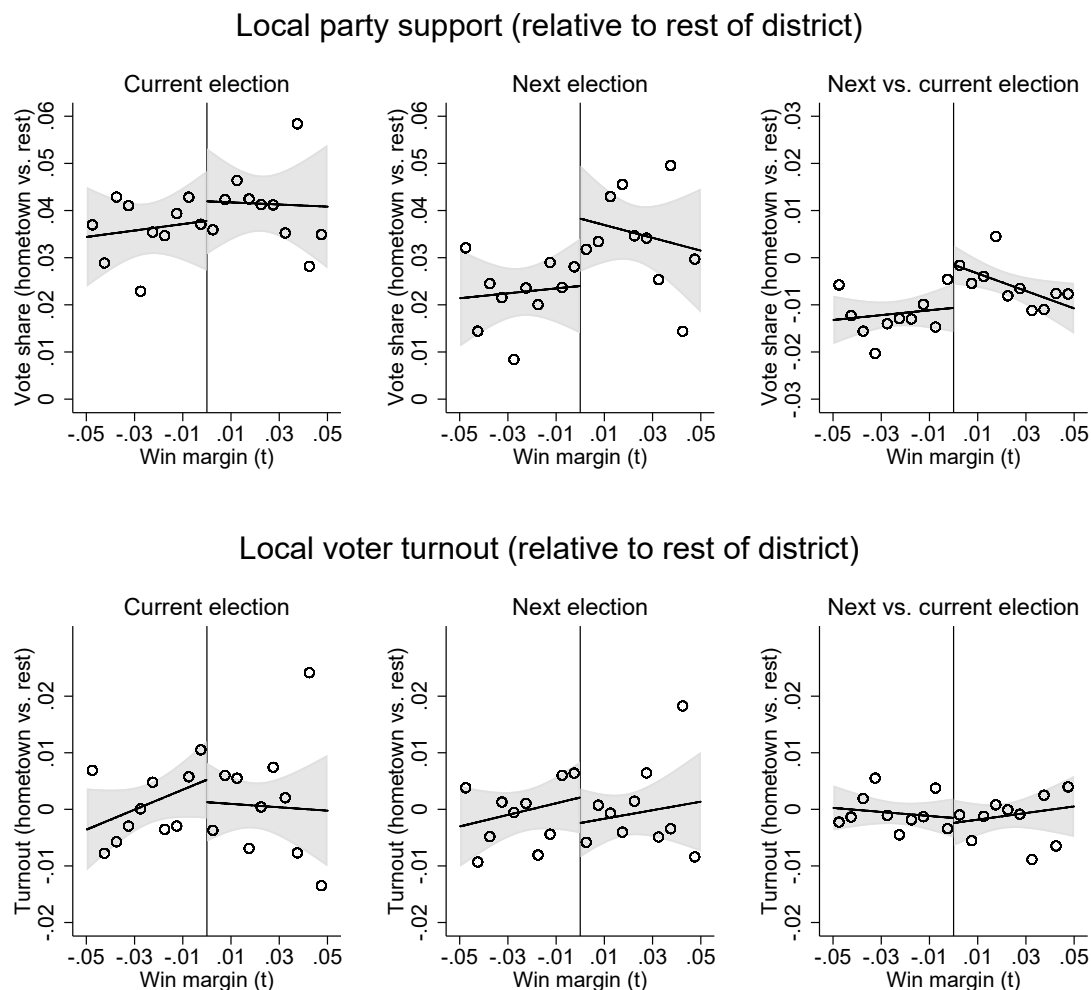 Local party support (relative to rest of district)
Current election
Next election
Next vs. current election
Vote share (hometown vs. rest)
0 .01 .02 .03 .04 .05 .06
-.05 -.03 -.01 .01 .03 .05
Win margin (t)
Vote share (hometown vs. rest)
0 .01 .02 .03 .04 .05 .06
-.05 -.03 -.01 .01 .03 .05
Win margin (t)
Vote share (hometown vs. rest)
-.03 -.02 -.01 0 .01 .02 .03
-.05 -.03 -.01 .01 .03 .05
Win margin (t)
Local voter turnout (relative to rest of district)
Current election
Next election
Next vs. current election
Turnout (hometown vs. rest)
-.02 -.01 0 .01 .02
-.05 -.03 -.01 .01 .03 .05
Win margin (t)
Turnout (hometown vs. rest)
-.02 -.01 0 .01 .02
-.05 -.03 -.01 .01 .03 .05
Win margin (t)
Turnout (hometown vs. rest)
-.02 -.01 0 .01 .02
-.05 -.03 -.01 .01 .03 .05
Win margin (t)